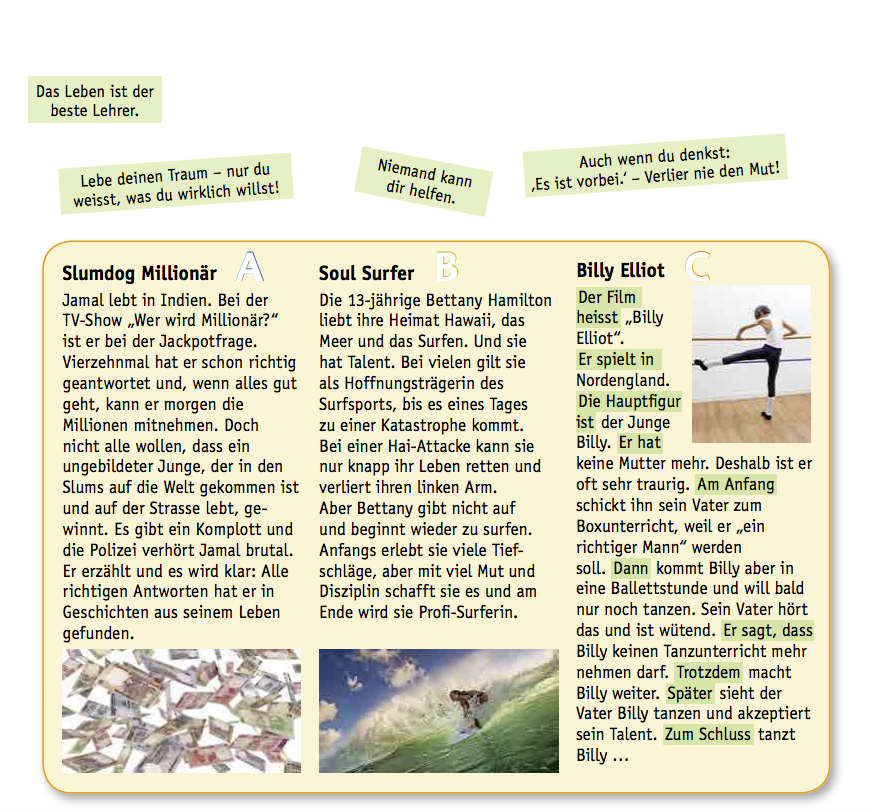 Das Leben ist der
beste Lehrer.
Lebe deinen Traum – nur du
weisst, was du wirklich willst!
Niemand kann
dir helfen.
Auch wenn du denkst:
‚Es ist vorbei.‘ – Verlier nie den Mut!
Slumdog Millionär A
Jamal lebt in Indien. Bei der
TV-Show „Wer wird Millionär?“
ist er bei der Jackpotfrage.
Vierzehnmal hat er schon richtig
geantwortet und, wenn alles gut
geht, kann er morgen die
Millionen mitnehmen. Doch
nicht alle wollen, dass ein
ungebildeter Junge, der in den
Slums auf die Welt gekommen ist
und auf der Strasse lebt, ge-
winnt. Es gibt ein Komplott und
die Polizei verhört Jamal brutal.
Er erzählt und es wird klar: Alle
richtigen Antworten hat er in
Geschichten aus seinem Leben
gefunden.
Soul Surfer B
Die 13-jährige Bettany Hamilton
liebt ihre Heimat Hawaii, das
Meer und das Surfen. Und sie
hat Talent. Bei vielen gilt sie
als Hoffnungsträgerin des
Surfsports, bis es eines Tages
zu einer Katastrophe kommt.
Bei einer Hai-Attacke kann sie
nur knapp ihr Leben retten und
verliert ihren linken Arm.
Aber Bettany gibt nicht auf
und beginnt wieder zu surfen.
Anfangs erlebt sie viele Tief-
schläge, aber mit viel Mut und
Disziplin schafft sie es und am
Ende wird sie Profi-Surferin.
Billy Elliot C
Der Film
heisst „Billy
Elliot“.
Er spielt in
Nordengland.
Die Hauptfigur
ist der Junge
Billy. Er hat
keine Mutter mehr. Deshalb ist er
oft sehr traurig. Am Anfang
schickt ihn sein Vater zum
Boxunterricht, weil er „ein
richtiger Mann“ werden
soll. Dann kommt Billy aber in
eine Ballettstunde und will bald
nur noch tanzen. Sein Vater hört
das und ist wütend. Er sagt, dass
Billy keinen Tanzunterricht mehr
nehmen darf. Trotzdem macht
Billy weiter. Später sieht der
Vater Billy tanzen und akzeptiert
sein Talent. Zum Schluss tanzt
Billy …